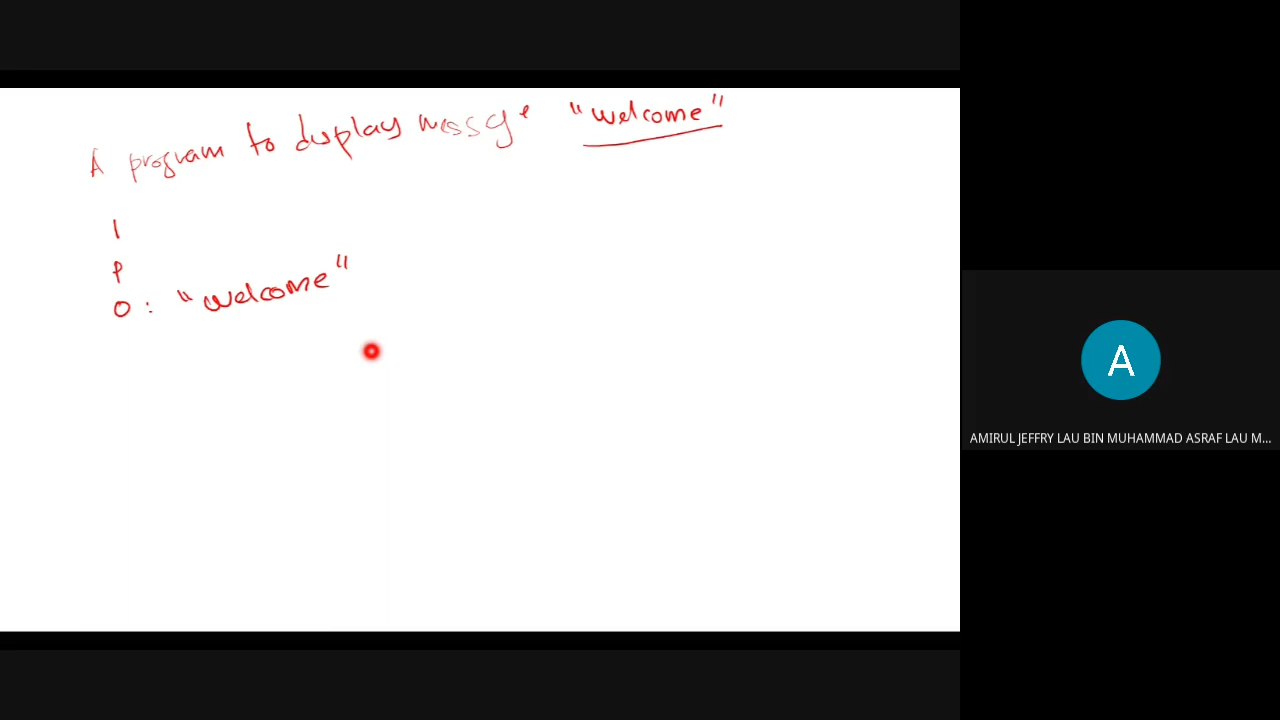 A program to display message "welcome"
I
P
O: "welcome"
A
AMIRUL JEFFRY LAU BIN MUHAMMAD ASRAF LAU M...